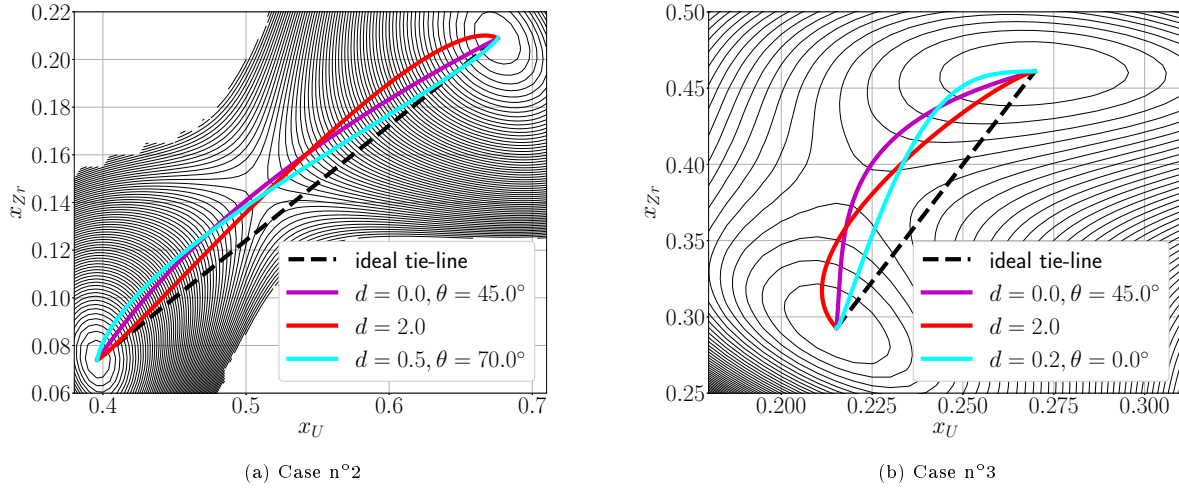 0.22
0.20
0.18
0.16
0.14
0.12
0.10
0.08
0.06
x_{Zr}
0.4
0.5
0.6
0.7
x_U
ideal tie-line
d = 0.0, θ = 45.0°
d = 2.0
d = 0.5, θ = 70.0°
(a) Case n°2
0.50
0.45
0.40
0.35
0.30
0.25
x_{Zr}
0.200
0.225
0.250
0.275
0.300
x_U
ideal tie-line
d = 0.0, θ = 45.0°
d = 2.0
d = 0.2, θ = 0.0°
(b) Case n°3